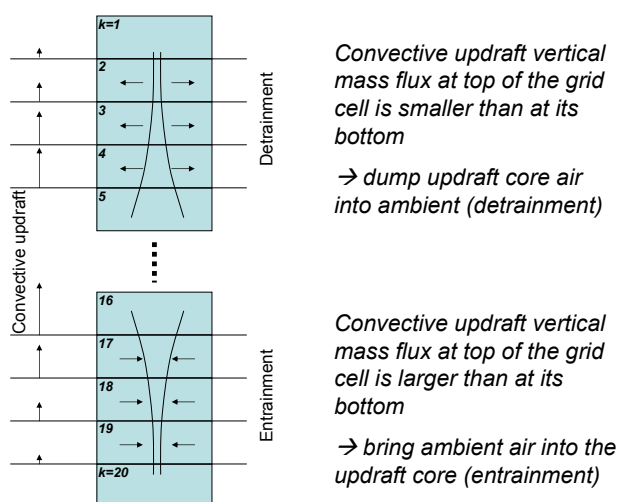 k=1
2
3
4
5
16
17
18
19
k=20
Convective updraft
Detrainment
Entrainment
Convective updraft vertical
mass flux at top of the grid
cell is smaller than at its
bottom
→ dump updraft core air
into ambient (detrainment)
Convective updraft vertical
mass flux at top of the grid
cell is larger than at its
bottom
→ bring ambient air into the
updraft core (entrainment)